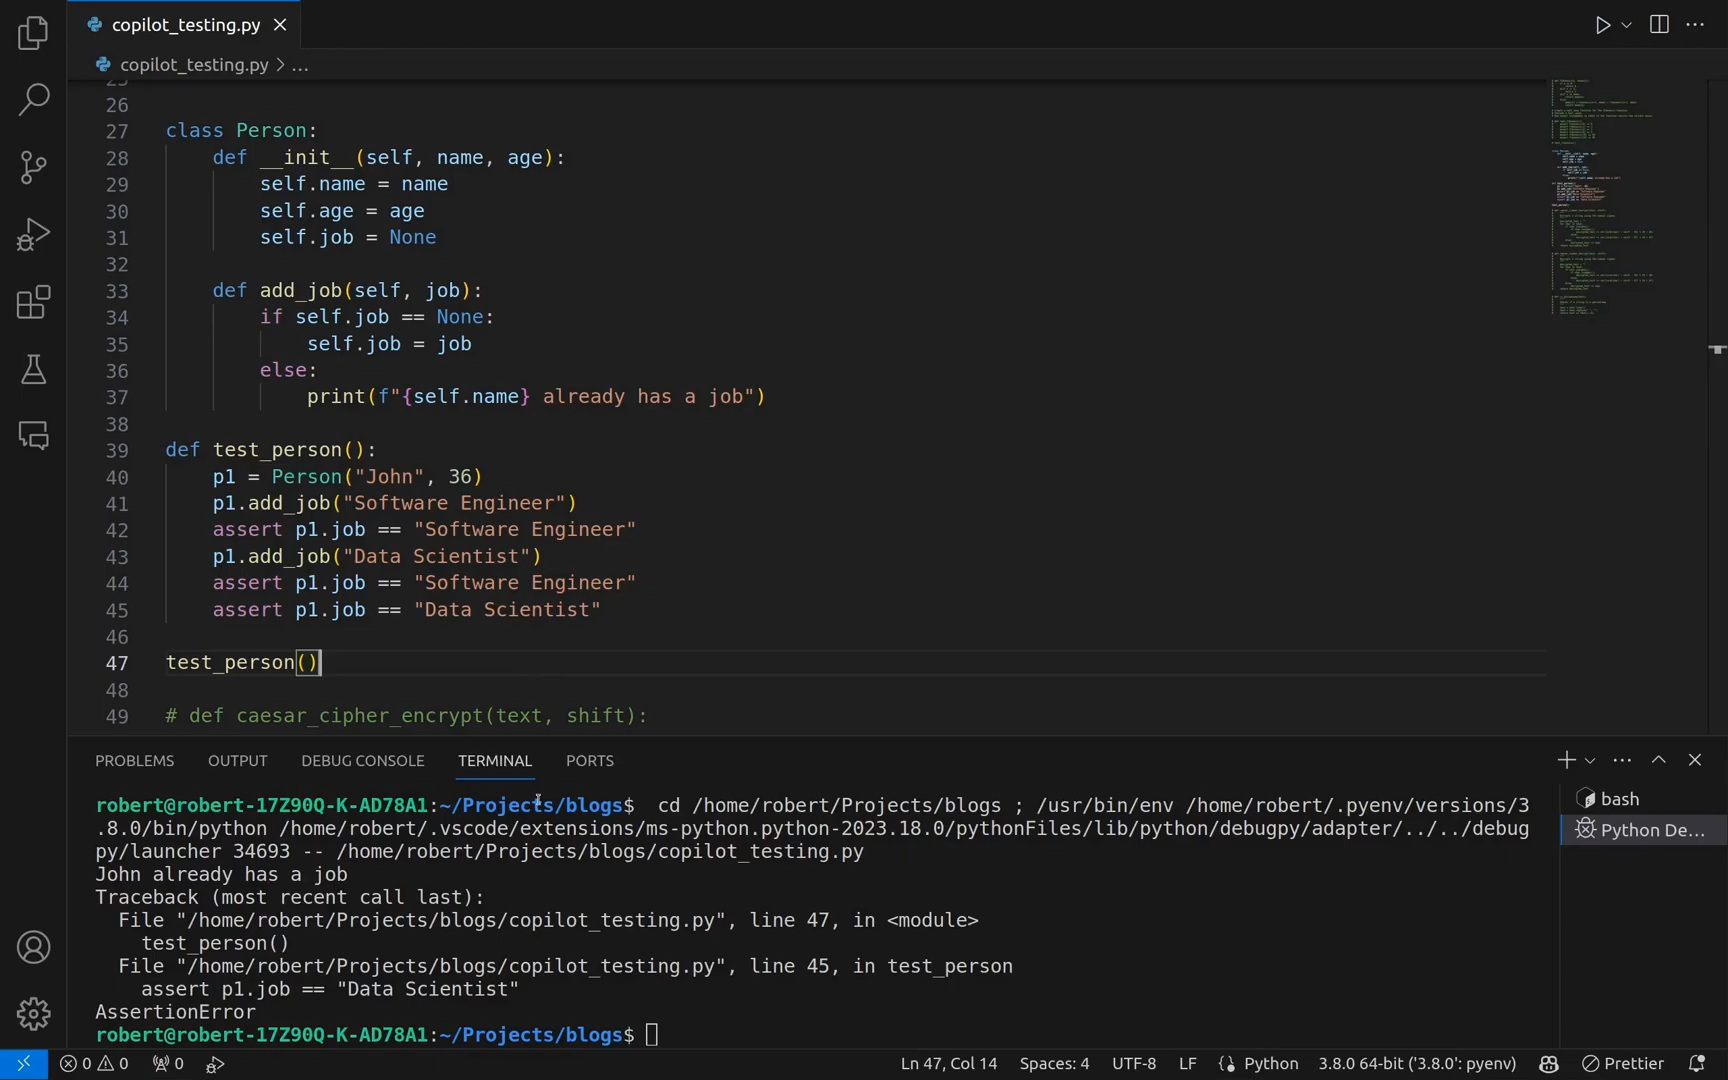 copilot_testing.py
copilot_testing.py > ...
25
26
27 class Person:
28     def __init__(self, name, age):
29         self.name = name
30         self.age = age
31         self.job = None
32
33     def add_job(self, job):
34         if self.job == None:
35             self.job = job
36         else:
37             print(f"{self.name} already has a job")
38
39 def test_person():
40     p1 = Person("John", 36)
41     p1.add_job("Software Engineer")
42     assert p1.job == "Software Engineer"
43     p1.add_job("Data Scientist")
44     assert p1.job == "Software Engineer"
45     assert p1.job == "Data Scientist"
46
47 test_person()
48
49 # def caesar_cipher_encrypt(text, shift):
PROBLEMS OUTPUT DEBUG CONSOLE TERMINAL PORTS
robert@robert-17Z90Q-K-AD78A1:~/Projects/blogs$  cd /home/robert/Projects/blogs ; /usr/bin/env /home/robert/.pyenv/versions/3
.8.0/bin/python /home/robert/.vscode/extensions/ms-python.python-2023.18.0/pythonFiles/lib/python/debugpy/adapter/../../debug
py/launcher 34693 -- /home/robert/Projects/blogs/copilot_testing.py
John already has a job
Traceback (most recent call last):
  File "/home/robert/Projects/blogs/copilot_testing.py", line 47, in <module>
    test_person()
  File "/home/robert/Projects/blogs/copilot_testing.py", line 45, in test_person
    assert p1.job == "Data Scientist"
AssertionError
robert@robert-17Z90Q-K-AD78A1:~/Projects/blogs$
bash
Python De...
0 0 0 Ln 47, Col 14 Spaces: 4 UTF-8 LF Python 3.8.0 64-bit ('3.8.0': pyenv) Prettier